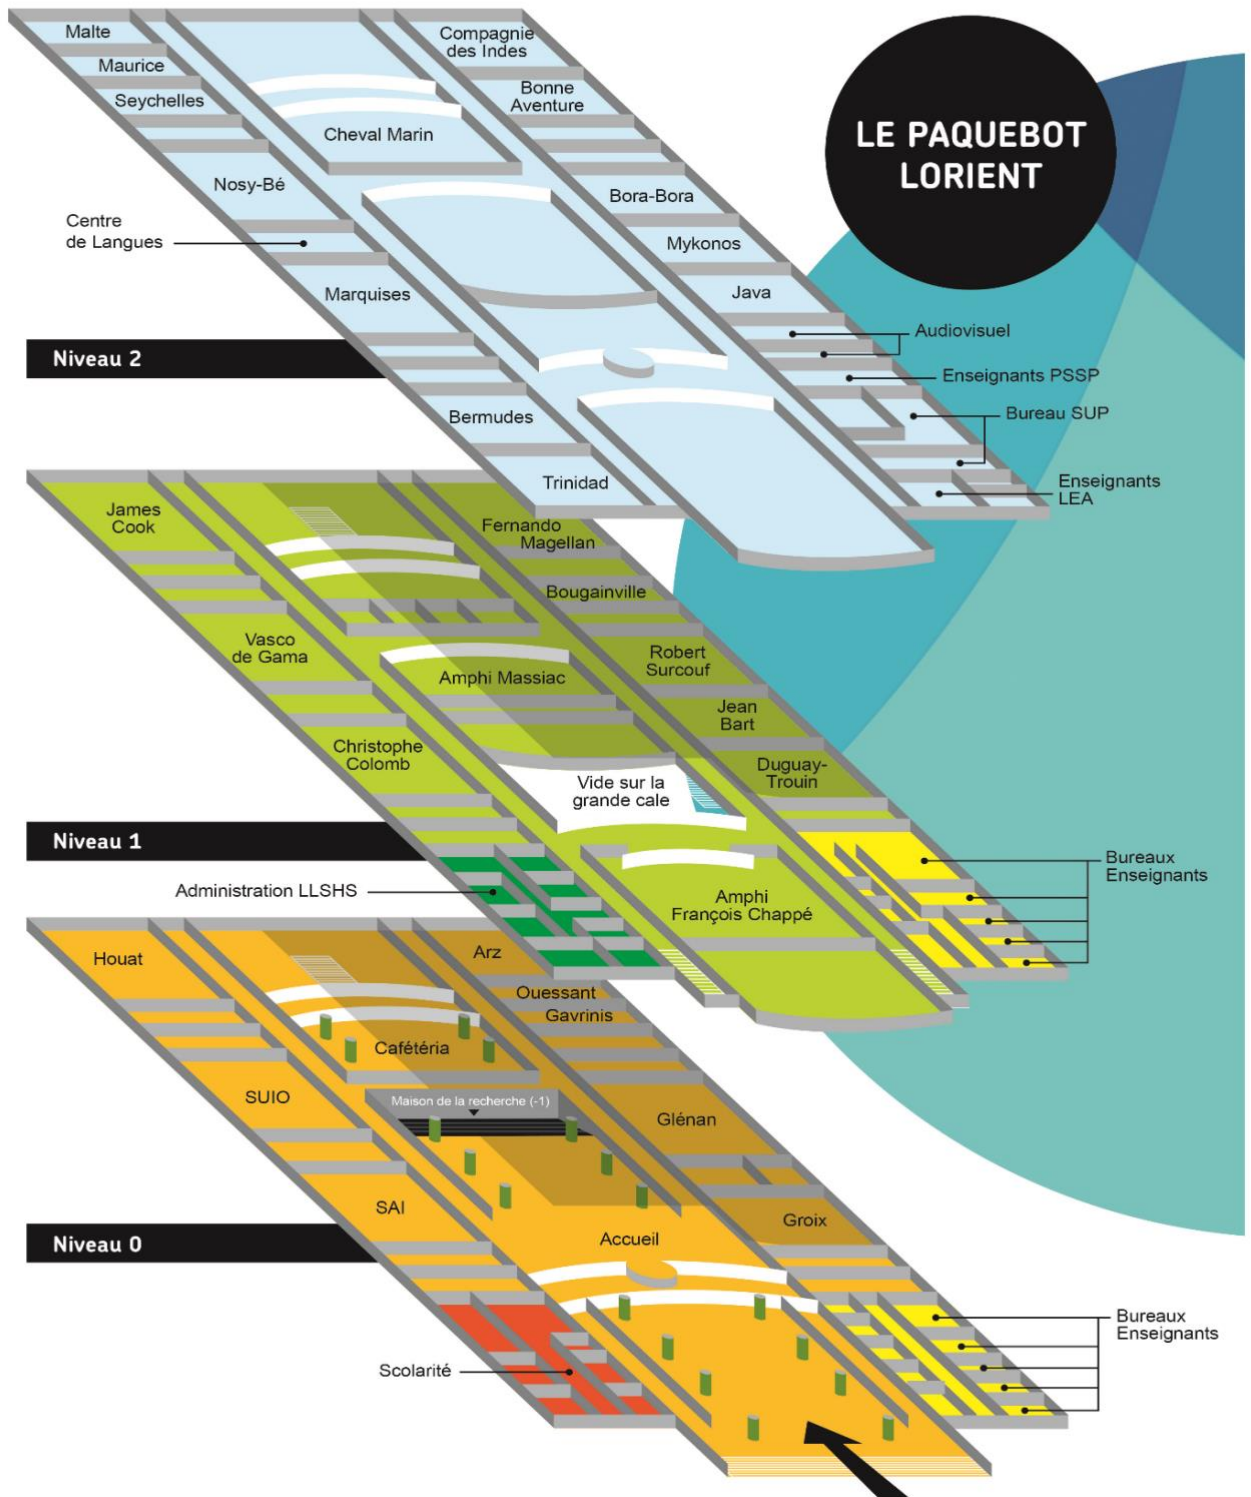 LE PAQUEBOT
LORIENT
Malte
Maurice
Seychelles
Nosy-Bé
Centre
de Langues
Marquises
Bermudes
Trinidad
Cheval Marin
Compagnie
des Indes
Bonne
Aventure
Bora-Bora
Mykonos
Java
Audiovisuel
Enseignants PSSP
Bureau SUP
Enseignants
LEA
Niveau 2
James
Cook
Vasco
de Gama
Christophe
Colomb
Administration LLSHS
Amphi Massiac
Vide sur la
grande cale
Amphi
François Chappé
Fernando
Magellan
Bougainville
Robert
Surcouf
Jean
Bart
Duguay-
Trouin
Bureaux
Enseignants
Niveau 1
Houat
SUIO
SAI
Scolarité
Cafétéria
Maison de la recherche (-1)
Accueil
Arz
Ouessant
Gavrinis
Glénan
Groix
Bureaux
Enseignants
Niveau 0